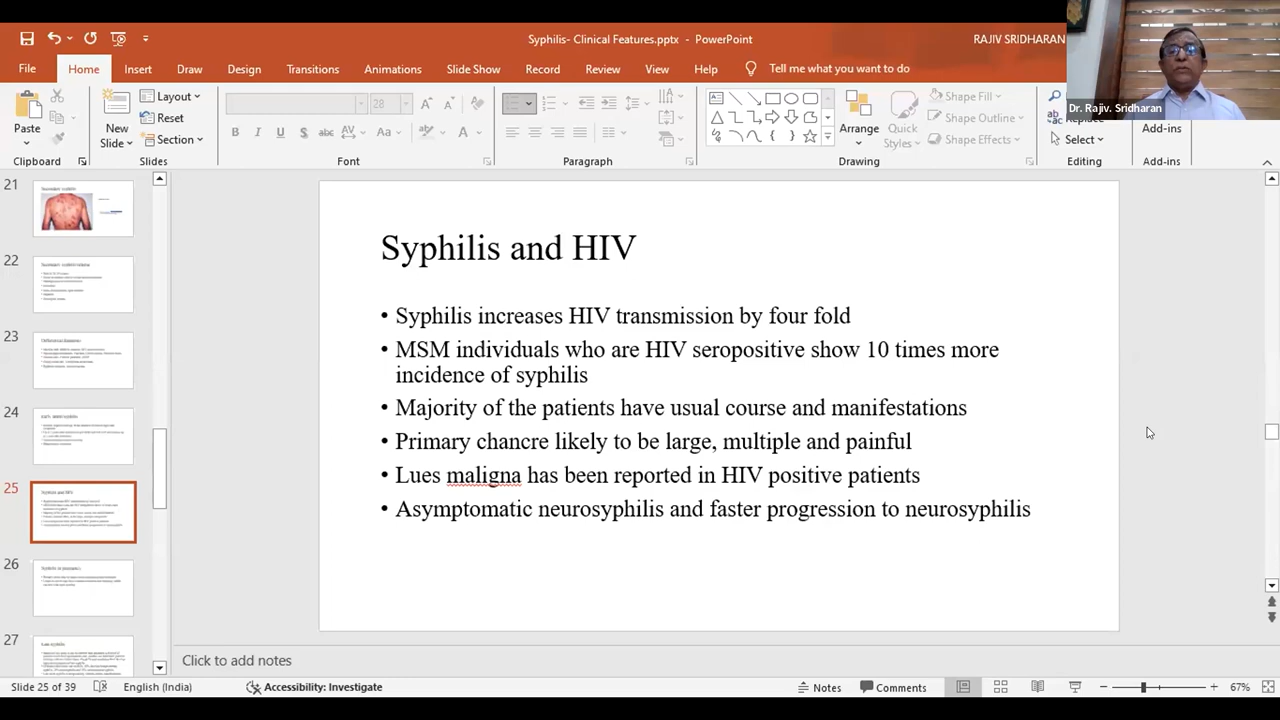 Syphilis- Clinical Features.pptx - PowerPoint
RAJIV SRIDHARAN
File Home Insert Draw Design Transitions Animations Slide Show Record Review View Help Tell me what you want to do
Dr. Rajiv. Sridharan
Paste
New
Slide
Layout
Reset
Section
28
B I U S abc AV Aa A
Arrange
Quick
Styles
Shape Fill
Shape Outline
Shape Effects
Replace
Select
Add-ins
Clipboard Slides Font Paragraph Drawing Editing Add-ins
21
22
23
24
25
26
27
Syphilis and HIV
• Syphilis increases HIV transmission by four fold
• MSM individuals who are HIV seropositive show 10 times more
incidence of syphilis
• Majority of the patients have usual course and manifestations
• Primary chancre likely to be large, multiple and painful
• Lues maligna has been reported in HIV positive patients
• Asymptomatic neurosyphilis and faster progression to neurosyphilis
Click to add notes
Slide 25 of 39 English (India) Accessibility: Investigate Notes Comments 67%